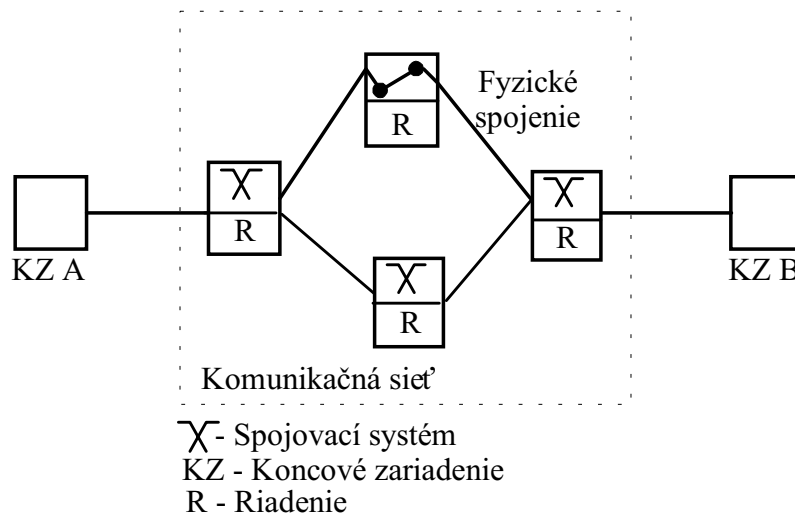 Fyzické
spojenie
R
R
R
R
KZ A
KZ B
Komunikačná sieť
- Spojovací systém
KZ - Koncové zariadenie
R - Riadenie